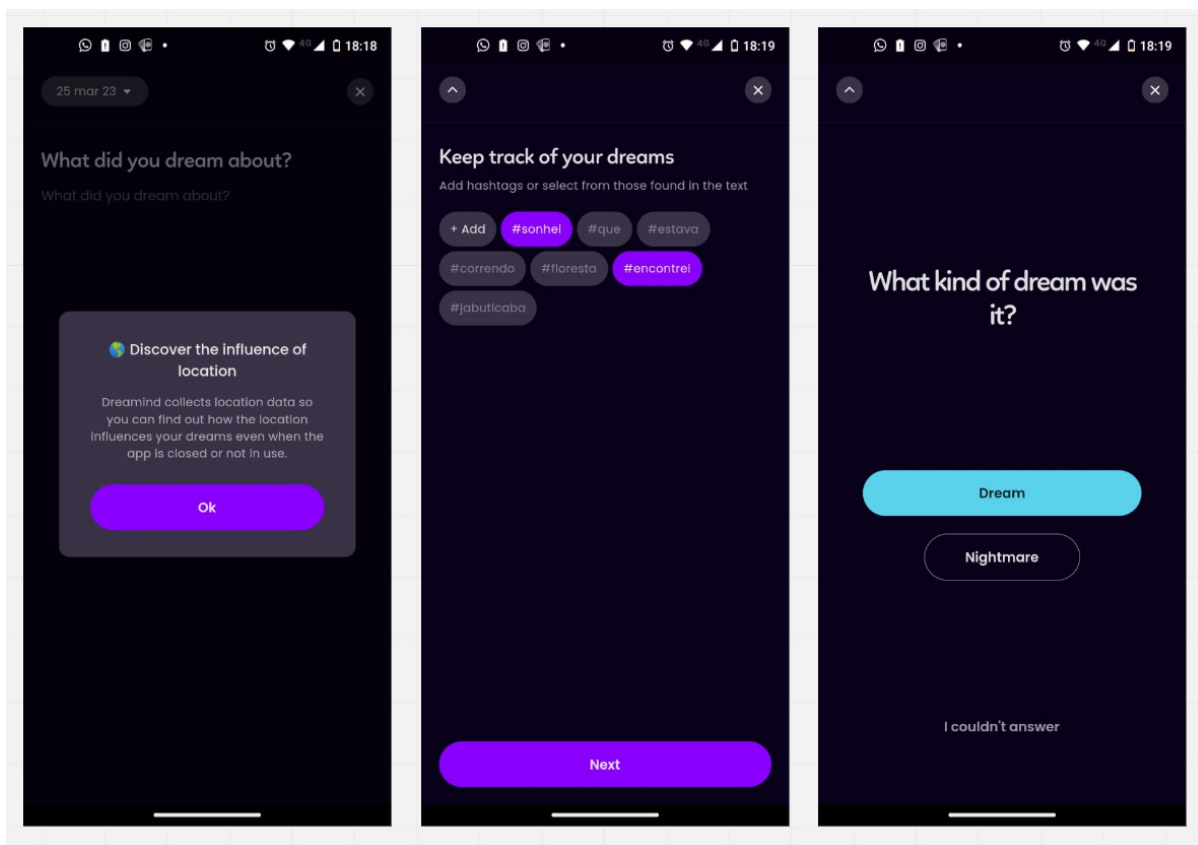 18:18
25 mar 23
What did you dream about?
What did you dream about?
🌎 Discover the influence of
location
Dreamind collects location data so
you can find out how the location
influences your dreams even when the
app is closed or not in use.
Ok
4G 18:19
Keep track of your dreams
Add hashtags or select from those found in the text
+ Add #sonhei #que #estava
#correndo #floresta #encontrei
#jabuticaba
Next
4G 18:19
What kind of dream was
it?
Dream
Nightmare
I couldn't answer